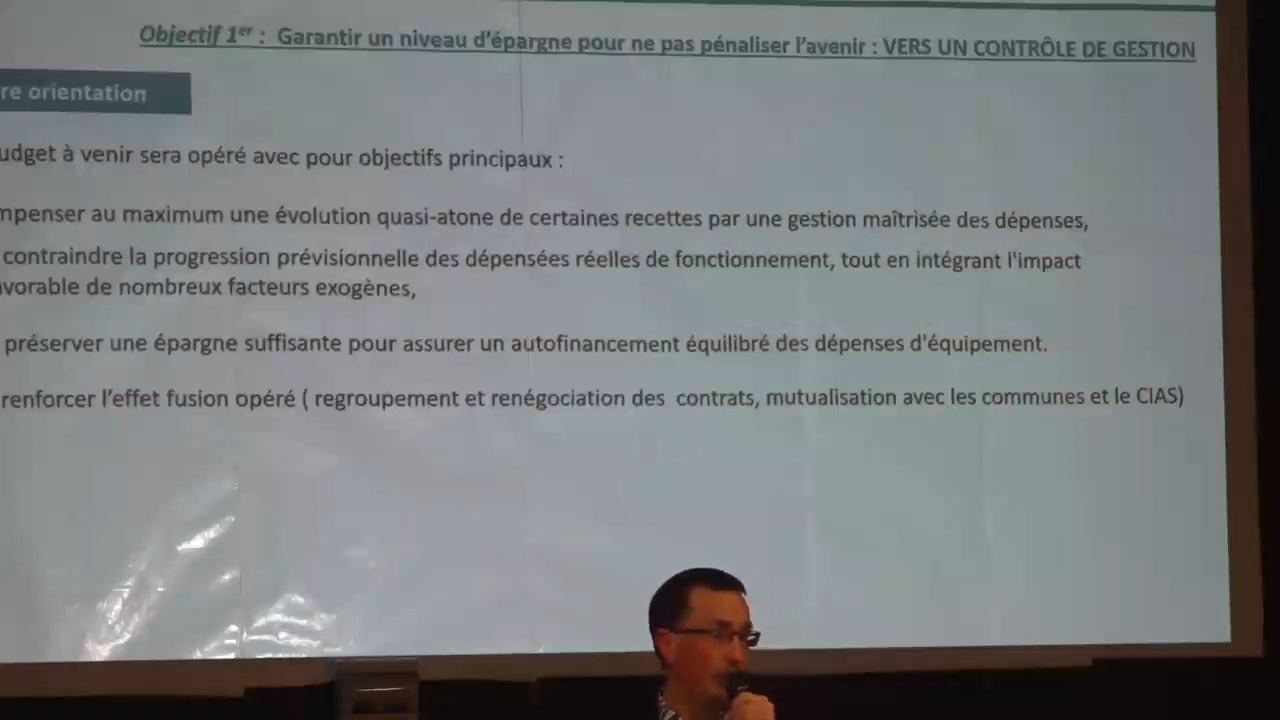 Objectif 1er : Garantir un niveau d'épargne pour ne pas pénaliser l'avenir : VERS UN CONTRÔLE DE GESTION
re orientation
udget à venir sera opéré avec pour objectifs principaux :
mpenser au maximum une évolution quasi-atone de certaines recettes par une gestion maîtrisée des dépenses,
contraindre la progression prévisionnelle des dépensées réelles de fonctionnement, tout en intégrant l'impact
avorable de nombreux facteurs exogènes,
préserver une épargne suffisante pour assurer un autofinancement équilibré des dépenses d'équipement.
renforcer l'effet fusion opéré ( regroupement et renégociation des contrats, mutualisation avec les communes et le CIAS)